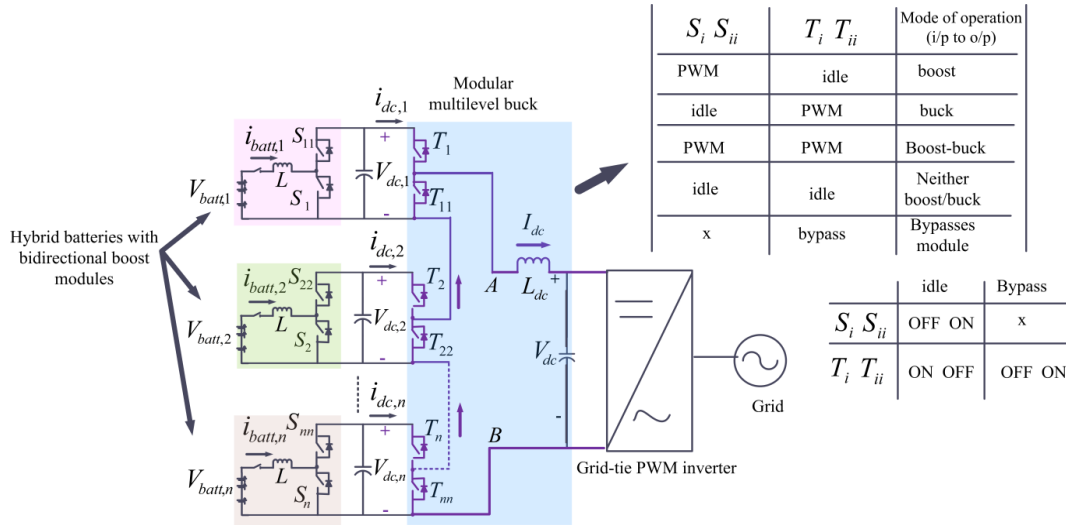 S_i S_ii T_i T_ii Mode of operation
(i/p to o/p)
PWM idle boost
idle PWM buck
PWM PWM Boost-buck
idle idle Neither
boost/buck
x bypass Bypasses
module
Modular
multilevel buck
i_dc,1
i_batt,1
S_11
L
S_1
V_batt,1
+
V_dc,1
-
T_1
T_11
Hybrid batteries with
bidirectional boost
modules
i_dc,2
i_batt,2
S_22
L
S_2
V_batt,2
+
V_dc,2
-
T_2
T_22
i_dc,n
i_batt,n
S_nn
L
S_n
V_batt,n
+
V_dc,n
-
T_n
T_nn
I_dc
A
L_dc
+
V_dc
-
B
Grid-tie PWM inverter
Grid
idle Bypass
S_i S_ii OFF ON x
T_i T_ii ON OFF OFF ON